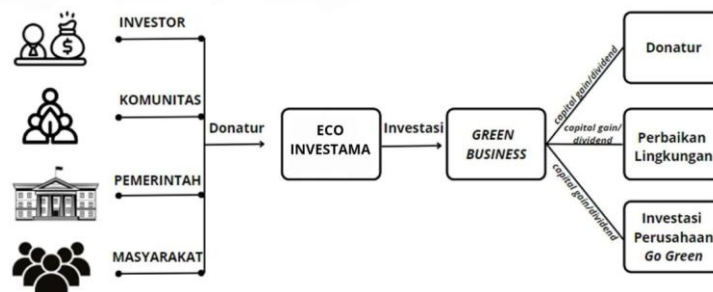 INVESTOR
KOMUNITAS
PEMERINTAH
MASYARAKAT
Donatur
ECO
INVESTAMA
Investasi
GREEN
BUSINESS
capital gain/dividend
capital gain/
dividend
capital gain/dividend
Donatur
Perbaikan
Lingkungan
Investasi
Perusahaan
Go Green